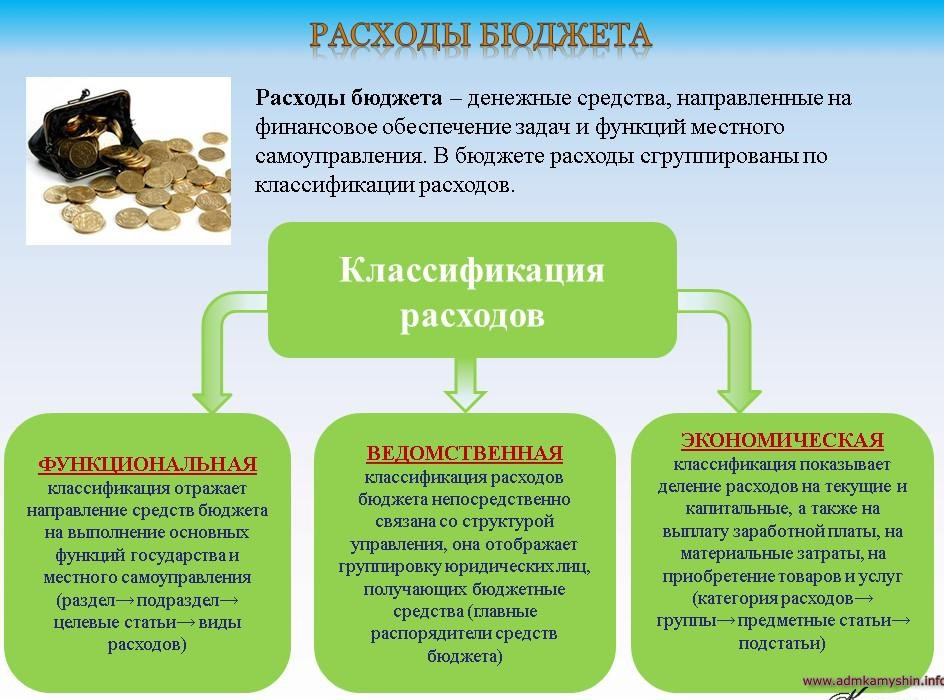 РАСХОДЫ БЮДЖЕТА
Расходы бюджета – денежные средства, направленные на
финансовое обеспечение задач и функций местного
самоуправления. В бюджете расходы сгруппированы по
классификации расходов.
Классификация
расходов
ФУНКЦИОНАЛЬНАЯ
классификация отражает
направление средств бюджета
на выполнение основных
функций государства и
местного самоуправления
(раздел→ подраздел→
целевые статьи→ виды
расходов)
ВЕДОМСТВЕННАЯ
классификация расходов
бюджета непосредственно
связана со структурой
управления, она отображает
группировку юридических лиц,
получающих бюджетные
средства (главные
распорядители средств
бюджета)
ЭКОНОМИЧЕСКАЯ
классификация показывает
деление расходов на текущие и
капитальные, а также на
выплату заработной платы, на
материальные затраты, на
приобретение товаров и услуг
(категория расходов→
группы→ предметные статьи→
подстатьи)
www.admkamyshin.info